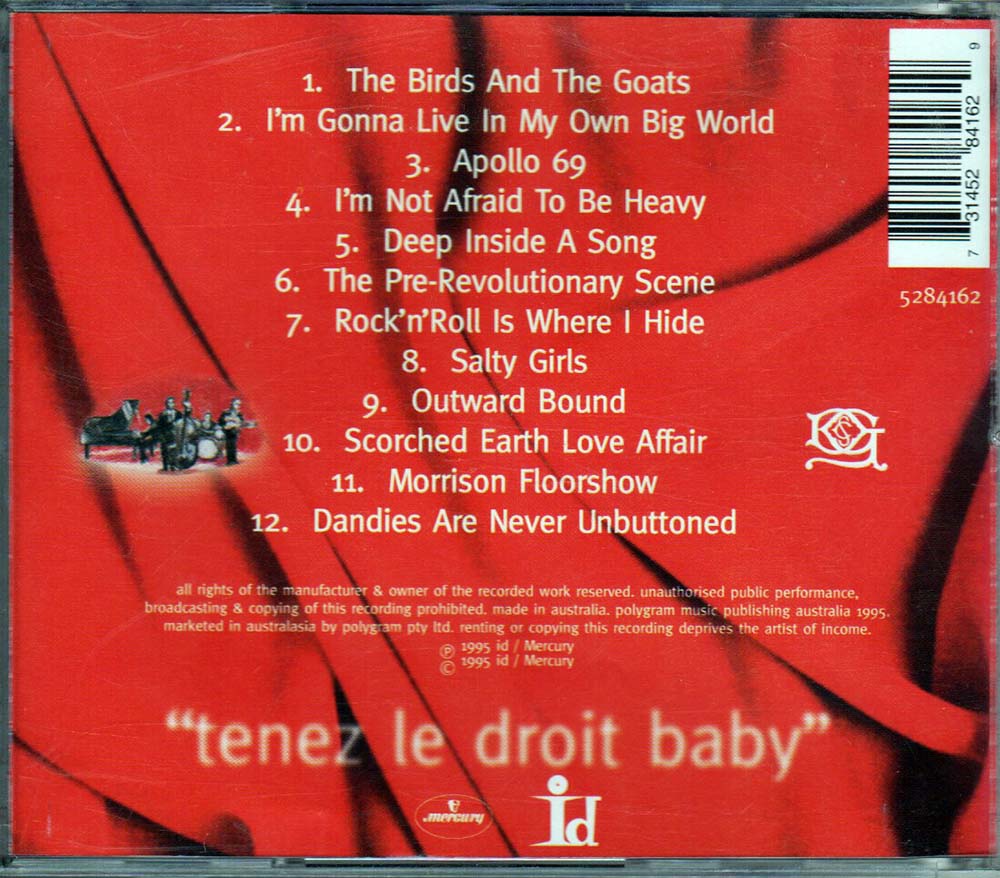 1. The Birds And The Goats
2. I'm Gonna Live In My Own Big World
3. Apollo 69
4. I'm Not Afraid To Be Heavy
5. Deep Inside A Song
6. The Pre-Revolutionary Scene
7. Rock'n'Roll Is Where I Hide
8. Salty Girls
9. Outward Bound
10. Scorched Earth Love Affair
11. Morrison Floorshow
12. Dandies Are Never Unbuttoned
7 31452 84162 9
5284162
all rights of the manufacturer & owner of the recorded work reserved. unauthorised public performance,
broadcasting & copying of this recording prohibited. made in australia. polygram music publishing australia 1995.
marketed in australasia by polygram pty ltd. renting or copying this recording deprives the artist of income.
℗ 1995 id / Mercury
© 1995 id / Mercury
"tenez le droit baby"
mercury
id